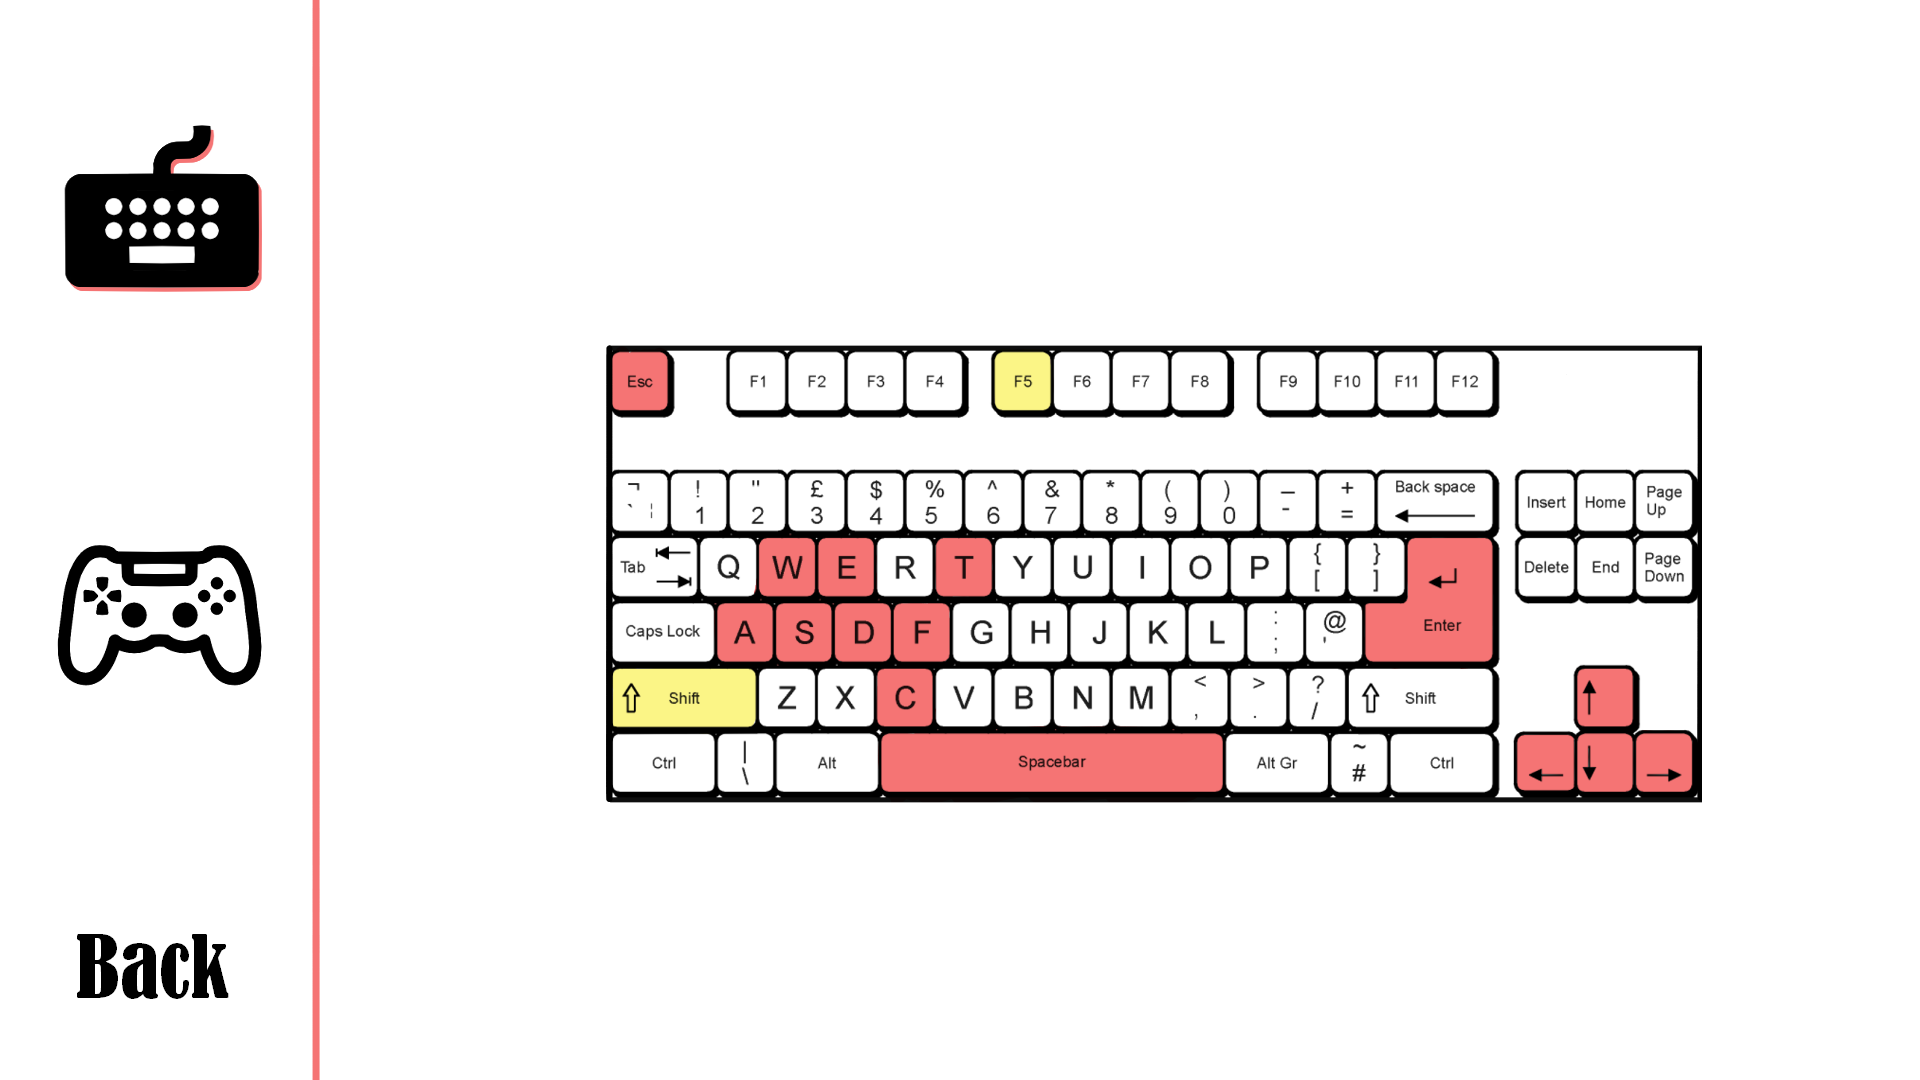 Esc F1 F2 F3 F4 F5 F6 F7 F8 F9 F10 F11 F12
¬ ! " £ $ % ^ & * ( ) _ + Back space Insert Home Page Up
` ¦ 1 2 3 4 5 6 7 8 9 0 - =
Tab Q W E R T Y U I O P { [ } ] Delete End Page Down
Caps Lock A S D F G H J K L : ; @ ' Enter
Shift Z X C V B N M < , > . ? / Shift
Ctrl | \ Alt Spacebar Alt Gr ~ # Ctrl
Back